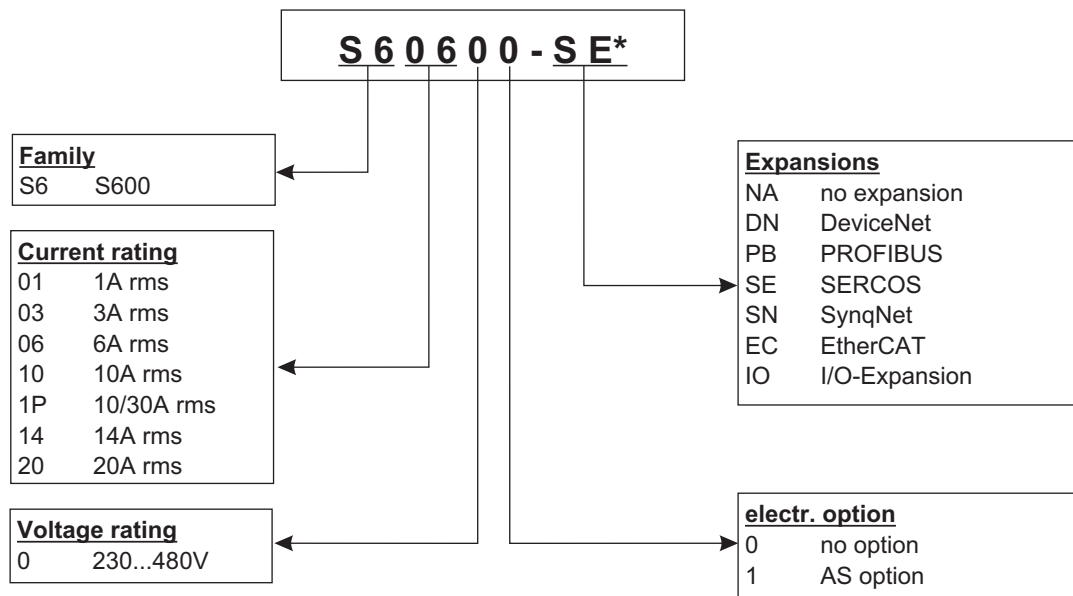 S60600-SE*
Family
S6 S600
Current rating
01 1A rms
03 3A rms
06 6A rms
10 10A rms
1P 10/30A rms
14 14A rms
20 20A rms
Voltage rating
0 230...480V
Expansions
NA no expansion
DN DeviceNet
PB PROFIBUS
SE SERCOS
SN SynqNet
EC EtherCAT
IO I/O-Expansion
electr. option
0 no option
1 AS option